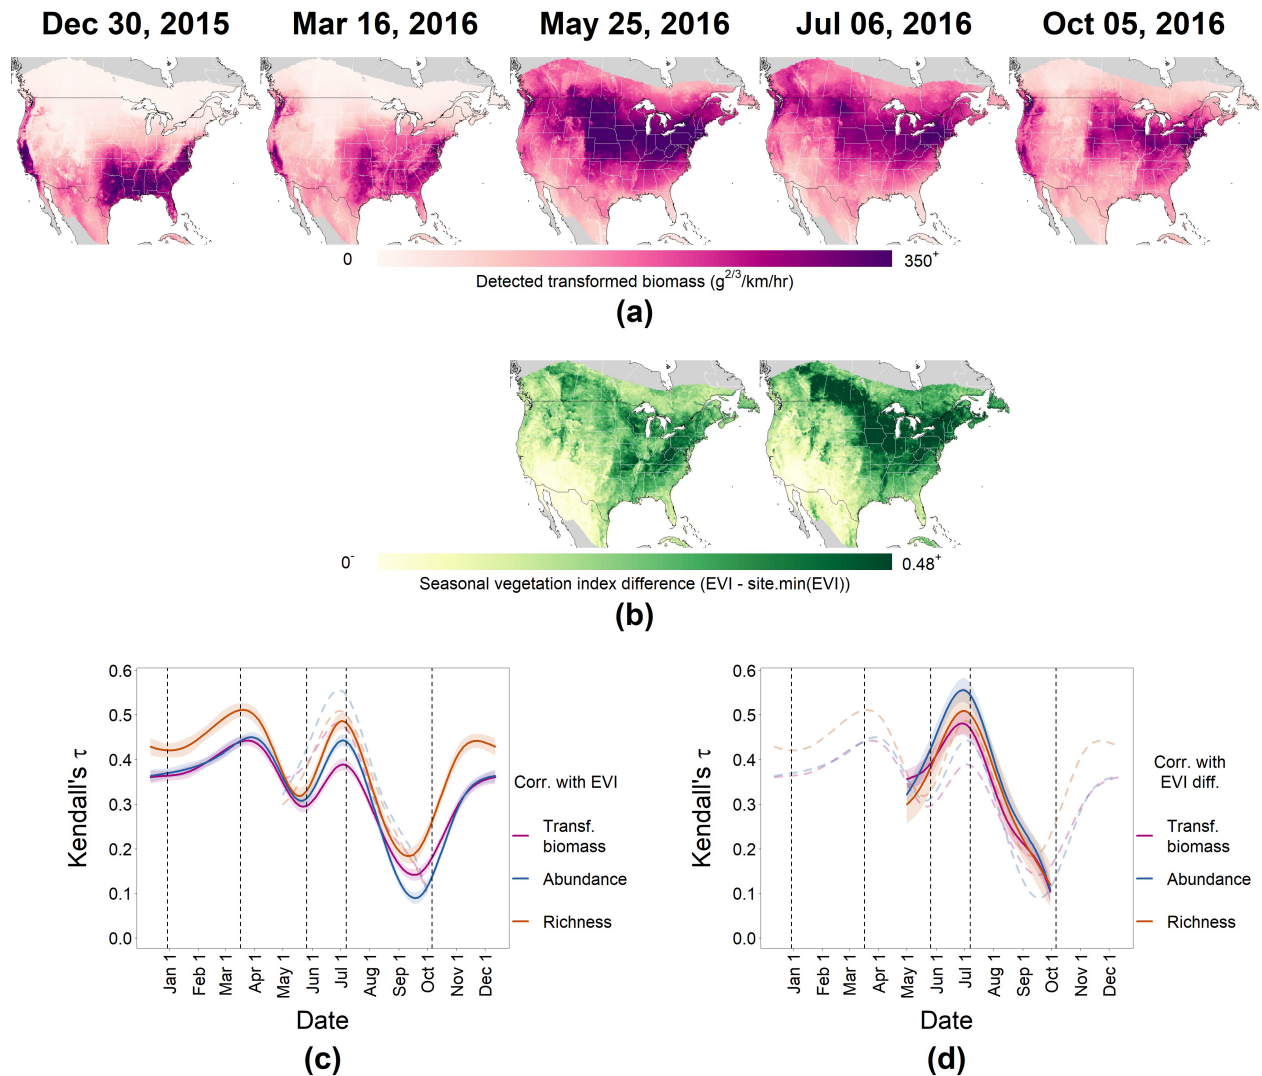 Dec 30, 2015 Mar 16, 2016 May 25, 2016 Jul 06, 2016 Oct 05, 2016
0 350+
Detected transformed biomass (g2/3/km/hr)
(a)
0- 0.48+
Seasonal vegetation index difference (EVI - site.min(EVI))
(b)
0.6
0.5
0.4
0.3
0.2
0.1
0.0
Kendall's τ
Jan 1 Feb 1 Mar 1 Apr 1 May 1 Jun 1 Jul 1 Aug 1 Sep 1 Oct 1 Nov 1 Dec 1
Date
Corr. with EVI
Transf.
biomass
Abundance
Richness
(c)
0.6
0.5
0.4
0.3
0.2
0.1
0.0
Kendall's τ
Jan 1 Feb 1 Mar 1 Apr 1 May 1 Jun 1 Jul 1 Aug 1 Sep 1 Oct 1 Nov 1 Dec 1
Date
Corr. with
EVI diff.
Transf.
biomass
Abundance
Richness
(d)